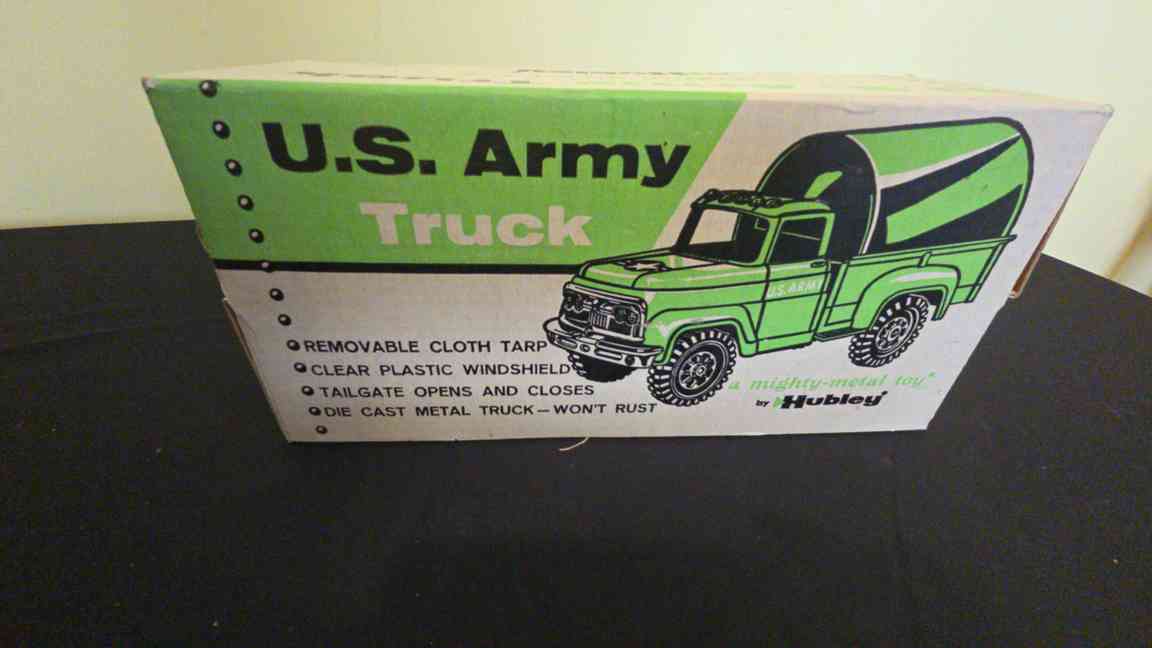 U.S. Army
Truck
U.S. ARMY
REMOVABLE CLOTH TARP
CLEAR PLASTIC WINDSHIELD
TAILGATE OPENS AND CLOSES
DIE CAST METAL TRUCK — WON'T RUST
a mighty-metal toy*
by Hubley